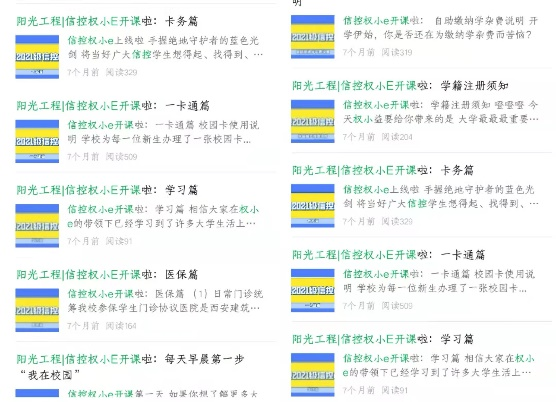 阳光工程|信控权小E开课啦：卡务篇
信控权小e上线啦 手握绝地守护者的蓝色光
剑 将当好广大信控学生想得起、找得到、…
7个月前 阅读329
阳光工程|信控权小E开课啦：一卡通篇
信控权小e开课啦：一卡通篇 校园卡使用说
明 学校为每一位新生办理了一张校园卡...
7个月前 阅读509
阳光工程|信控权小E开课啦：学习篇
信控权小e开课啦：学习篇 相信大家在权小
e的带领下已经学习到了许多大学生活上…
7个月前 阅读91
阳光工程|信控权小E开课啦：医保篇
信控权小e开课啦：医保篇 （1）日常门诊统
筹我校参保学生门诊协议医院是西安建筑…
7个月前 阅读164
阳光工程|信控权小E开课啦：每天早晨第一步
“我在校园”
信控权小e开课第一天 如果你想了解更多大
明
信控权小e开课啦： 自助缴纳学杂费说明 开
学伊始，你是否还在为缴纳学杂费而苦恼?
7个月前 阅读319
阳光工程|信控权小E开课啦：学籍注册须知
信控权小e开课啦：学籍注册须知 噔噔噔 今
天权小益要给你带来的是 大学最最最重要…
7个月前 阅读204
阳光工程|信控权小E开课啦：卡务篇
信控权小e上线啦 手握绝地守护者的蓝色光
剑 将当好广大信控学生想得起、找得到、…
7个月前 阅读329
阳光工程|信控权小E开课啦：一卡通篇
信控权小e开课啦：一卡通篇 校园卡使用说
明 学校为每一位新生办理了一张校园卡...
7个月前 阅读509
阳光工程|信控权小E开课啦：学习篇
信控权小e开课啦：学习篇 相信大家在权小
e的带领下已经学习到了许多大学生活上…
7个月前 阅读91